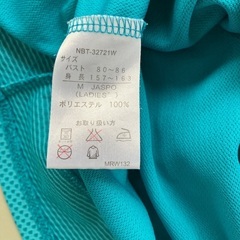 NBT-32721W
サイズ
バスト 80〜86
身長 157〜163
M JASPO
(LADIES)
ポリエステル 100%
お取り扱い方
MRW132